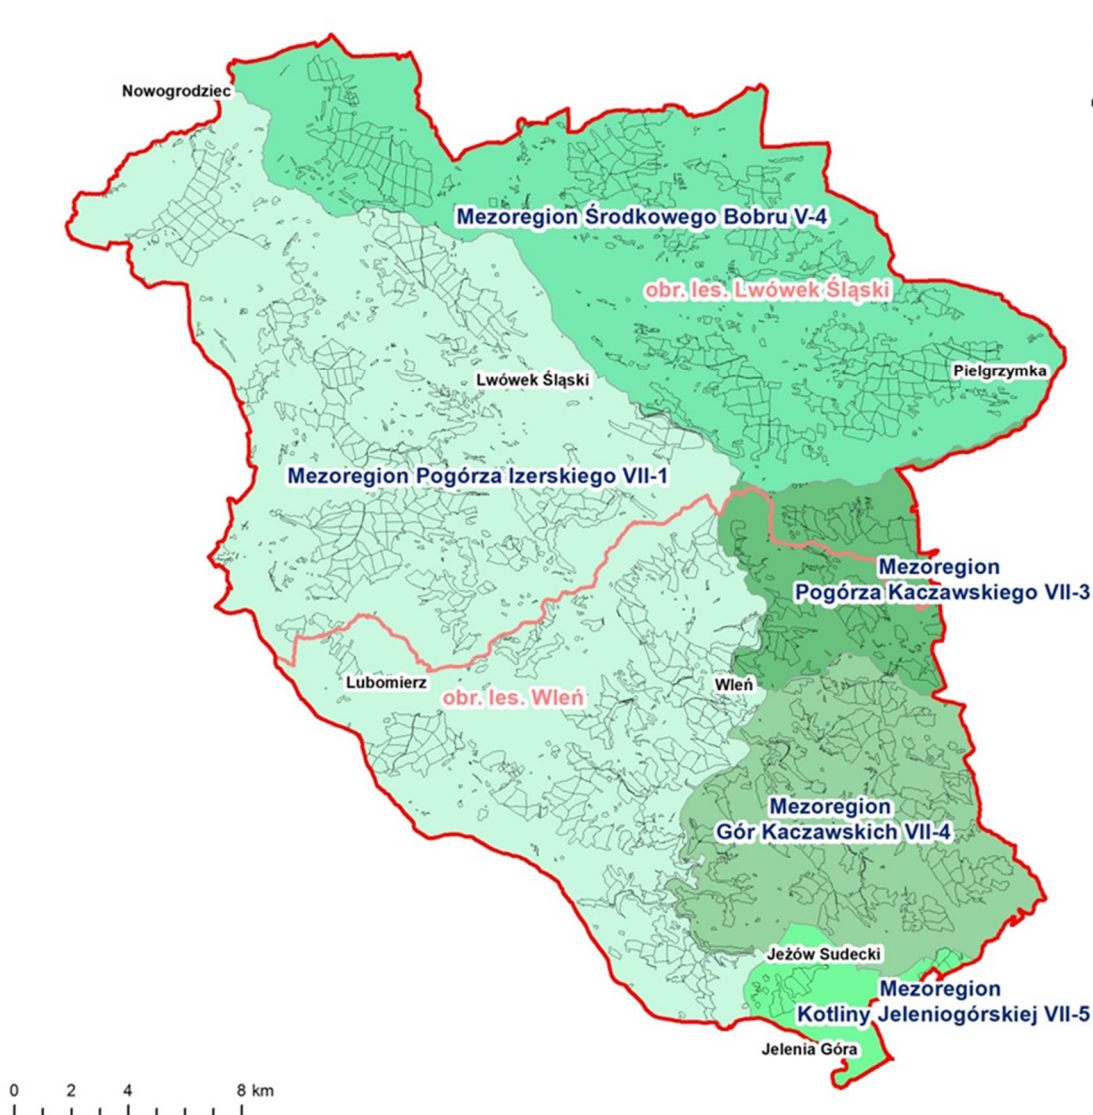 Nowogrodziec
Mezoregion Środkowego Bobru V-4
obr. les. Lwówek Śląski
Pielgrzymka
Lwówek Śląski
Mezoregion Pogórza Izerskiego VII-1
Mezoregion
Pogórza Kaczawskiego VII-3
Lubomierz
Wleń
obr. les. Wleń
Mezoregion
Gór Kaczawskich VII-4
Jeżów Sudecki
Mezoregion
Kotliny Jeleniogórskiej VII-5
Jelenia Góra
0 2 4 8 km